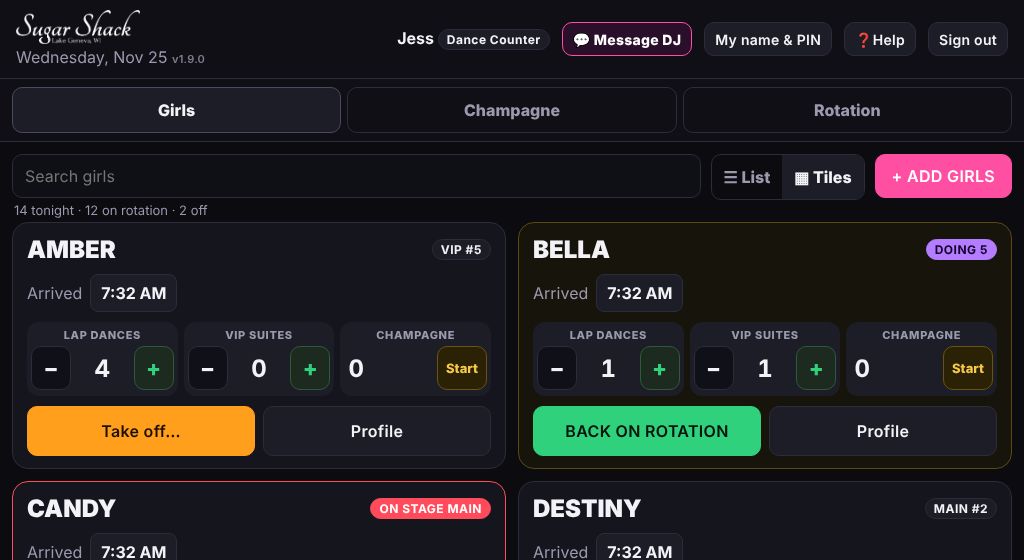 Sugar Shack
Lake Geneva, WI
Wednesday, Nov 25 v1.9.0
Jess Dance Counter
💬 Message DJ
My name & PIN
❓Help
Sign out
Girls
Champagne
Rotation
Search girls
☰ List
▦ Tiles
+ ADD GIRLS
14 tonight · 12 on rotation · 2 off
AMBER
VIP #5
Arrived 7:32 AM
LAP DANCES
VIP SUITES
CHAMPAGNE
− 4 +
− 0 +
0 Start
Take off...
Profile
BELLA
DOING 5
Arrived 7:32 AM
LAP DANCES
VIP SUITES
CHAMPAGNE
− 1 +
− 1 +
0 Start
BACK ON ROTATION
Profile
CANDY
ON STAGE MAIN
Arrived 7:32 AM
DESTINY
MAIN #2
Arrived 7:32 AM